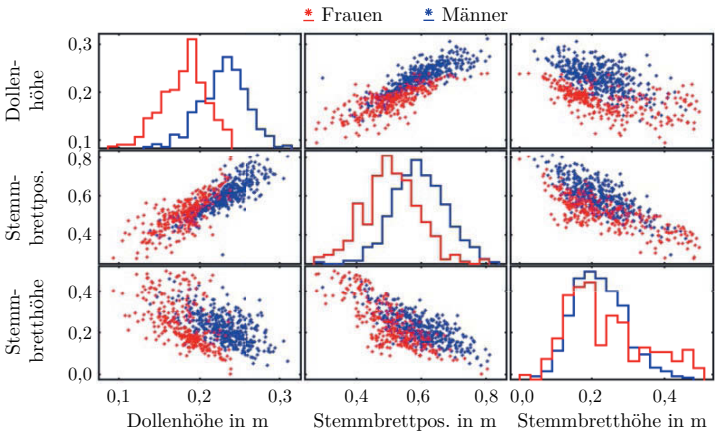 Frauen Männer
Dollen-
höhe
0,3
0,2
0,1
Stemm-
brettpos.
0,8
0,6
0,4
Stemm-
bretthöhe
0,4
0,2
0,0
0,1 0,2 0,3 0,4 0,6 0,8 0,0 0,2 0,4
Dollenhöhe in m Stemmbrettpos. in m Stemmbretthöhe in m